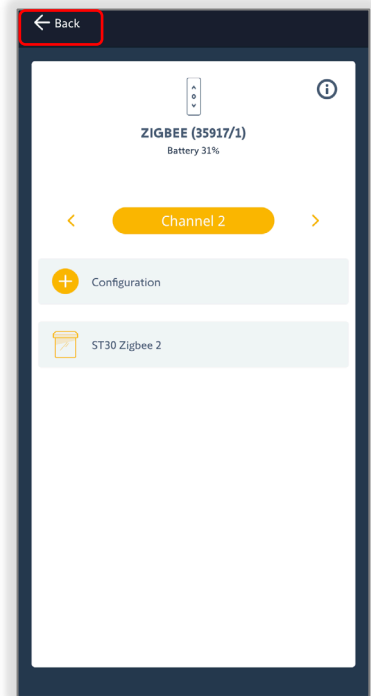 Back
ZIGBEE (35917/1)
Battery 31%
Channel 2
Configuration
ST30 Zigbee 2